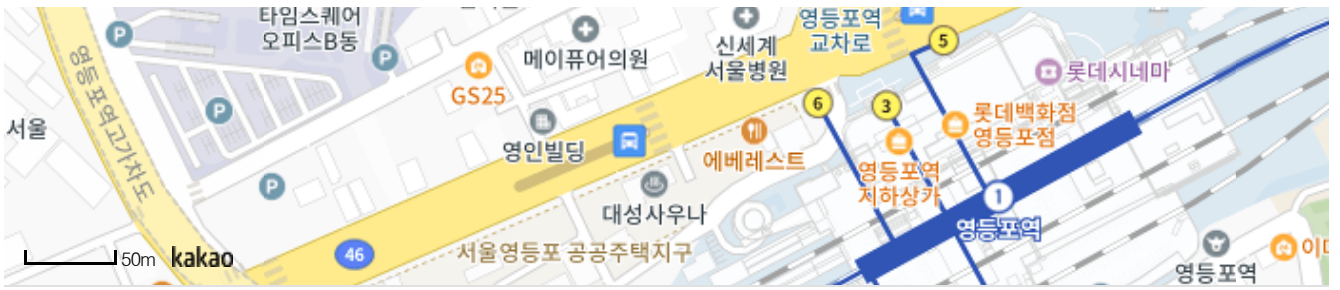 타임스퀘어
오피스B동
P
P
P
P
영등포역고가차도
서울
GS25
메이퓨어의원
신세계
서울병원
영등포역
교차로
5
6
3
롯데시네마
롯데백화점
영등포점
영인빌딩
에베레스트
영등포역
지하상가
대성사우나
1
영등포역
서울영등포 공공주택지구
46
50m
kakao
영등포역